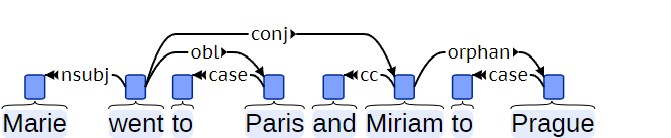 conj
obl orphan
nsubj case cc case
Marie went to Paris and Miriam to Prague